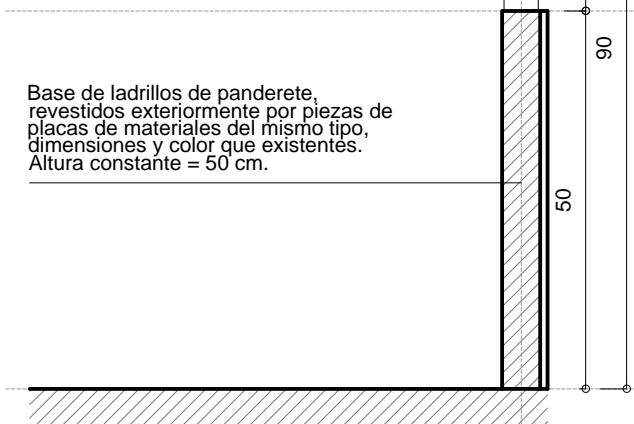 Base de ladrillos de panderete,
revestidos exteriormente por piezas de
placas de materiales del mismo tipo,
dimensiones y color que existentes.
Altura constante = 50 cm.
50
90